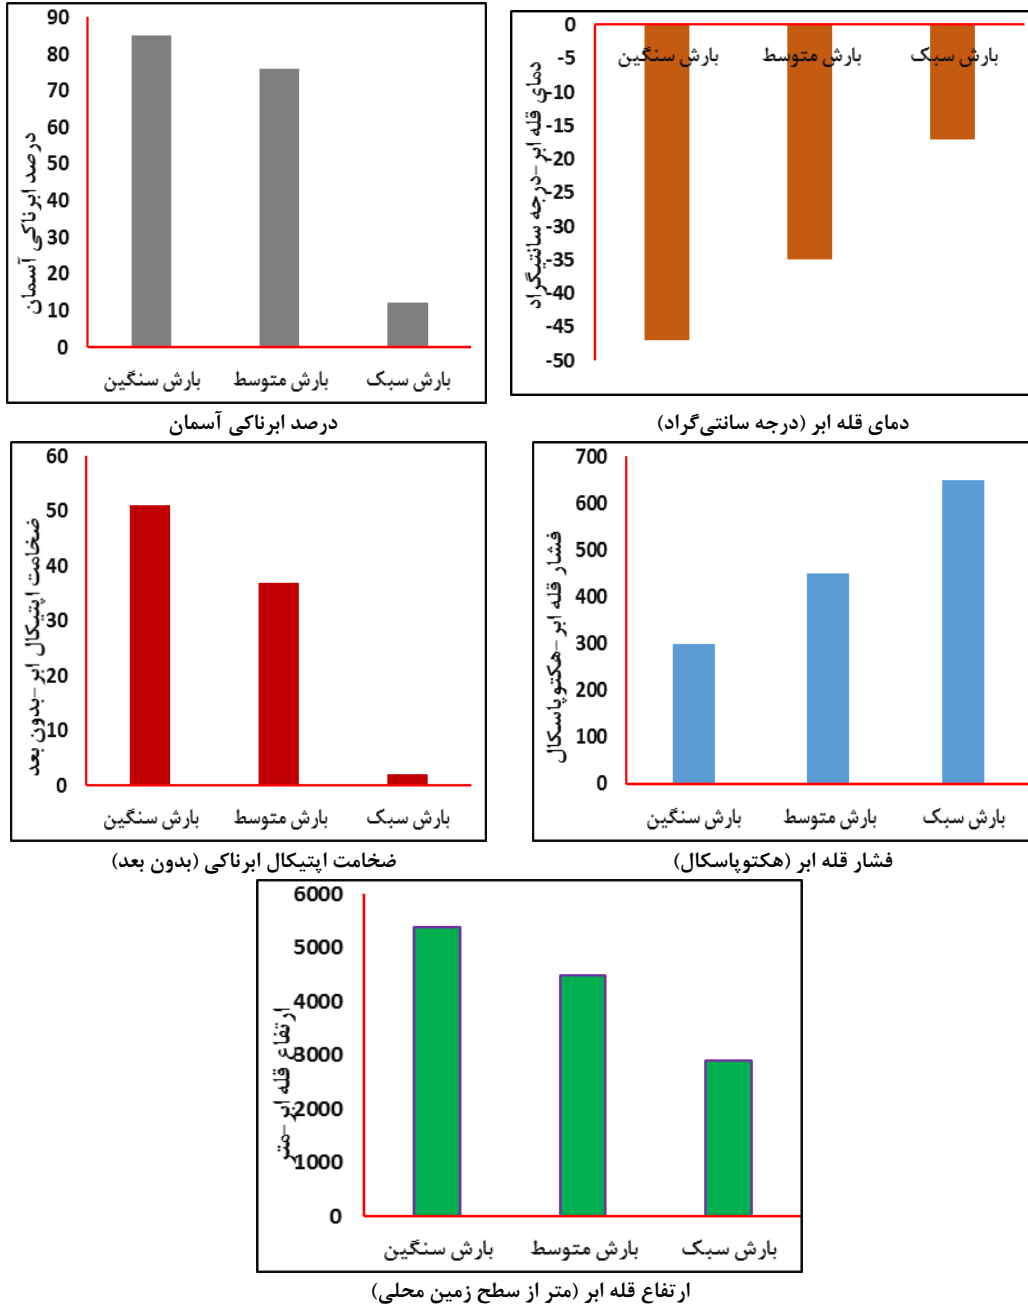 درصد ابرناکی آسمان
90
80
70
60
50
40
30
20
10
0
بارش سنگین بارش متوسط بارش سبک
درصد ابرناکی آسمان
دمای قله ابر-درجه سانتیگراد
0
-5
-10
-15
-20
-25
-30
-35
-40
-45
-50
بارش سنگین بارش متوسط بارش سبک
دمای قله ابر (درجه سانتی‌گراد)
ضخامت اپتیکال ابر-بدون بعد
60
50
40
30
20
10
0
بارش سنگین بارش متوسط بارش سبک
ضخامت اپتیکال ابرناکی (بدون بعد)
فشار قله ابر-هکتوپاسکال
700
600
500
400
300
200
100
0
بارش سنگین بارش متوسط بارش سبک
فشار قله ابر (هکتوپاسکال)
ارتفاع قله ابر-متر
6000
5000
4000
3000
2000
1000
0
بارش سنگین بارش متوسط بارش سبک
ارتفاع قله ابر (متر از سطح زمین محلی)